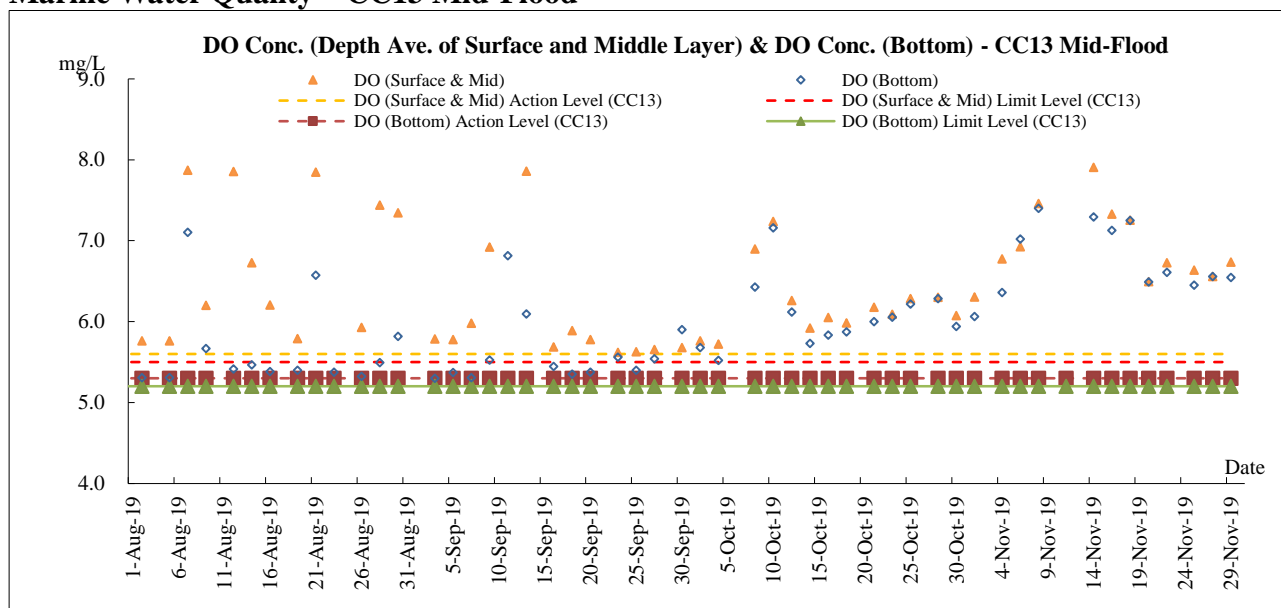 Marine Water Quality – CC13 Mid-Flood
DO Conc. (Depth Ave. of Surface and Middle Layer) & DO Conc. (Bottom) - CC13 Mid-Flood
mg/L
DO (Surface & Mid)
DO (Bottom)
DO (Surface & Mid) Action Level (CC13)
DO (Surface & Mid) Limit Level (CC13)
DO (Bottom) Action Level (CC13)
DO (Bottom) Limit Level (CC13)
9.0
8.0
7.0
6.0
5.0
4.0
Date
1-Aug-19
6-Aug-19
11-Aug-19
16-Aug-19
21-Aug-19
26-Aug-19
31-Aug-19
5-Sep-19
10-Sep-19
15-Sep-19
20-Sep-19
25-Sep-19
30-Sep-19
5-Oct-19
10-Oct-19
15-Oct-19
20-Oct-19
25-Oct-19
30-Oct-19
4-Nov-19
9-Nov-19
14-Nov-19
19-Nov-19
24-Nov-19
29-Nov-19